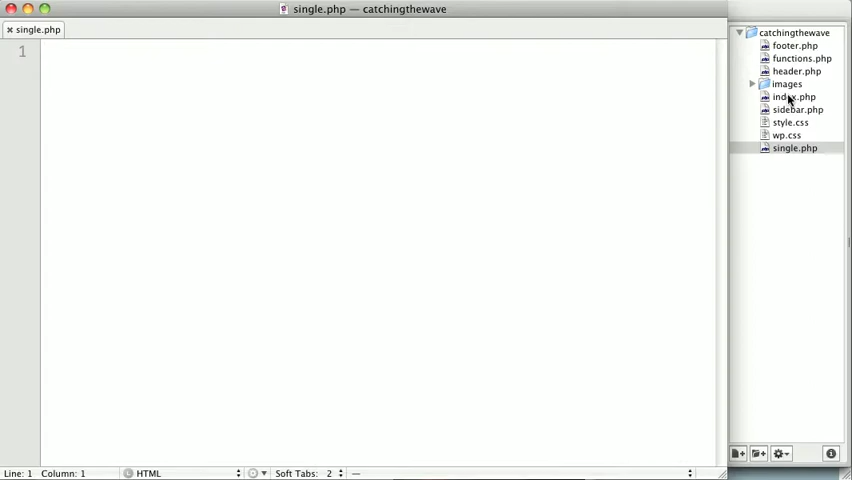 single.php — catchingthewave
single.php
1
catchingthewave
footer.php
functions.php
header.php
images
index.php
sidebar.php
style.css
wp.css
single.php
Line: 1 Column: 1 HTML Soft Tabs: 2 —